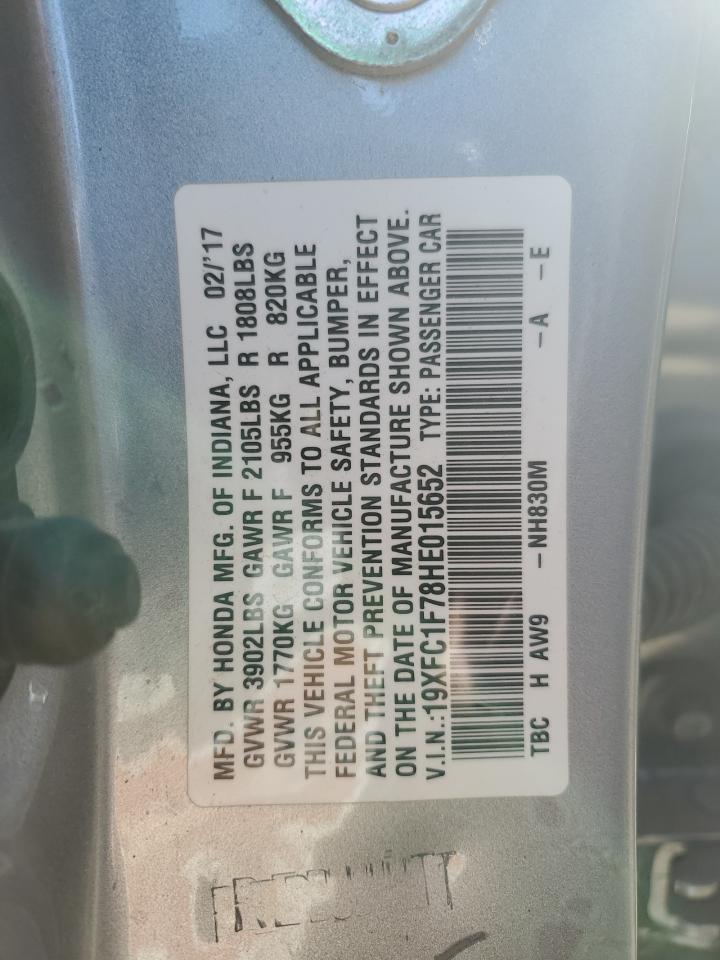 MFD. BY HONDA MFG. OF INDIANA, LLC 02/'17
GVWR 3902LBS GAWR F 2105LBS R 1808LBS
GVWR 1770KG GAWR F 955KG R 820KG
THIS VEHICLE CONFORMS TO ALL APPLICABLE
FEDERAL MOTOR VEHICLE SAFETY, BUMPER,
AND THEFT PREVENTION STANDARDS IN EFFECT
ON THE DATE OF MANUFACTURE SHOWN ABOVE.
V.I.N.:19XFC1F78HE015652 TYPE: PASSENGER CAR
TBC H AW9 – NH830M – A – E